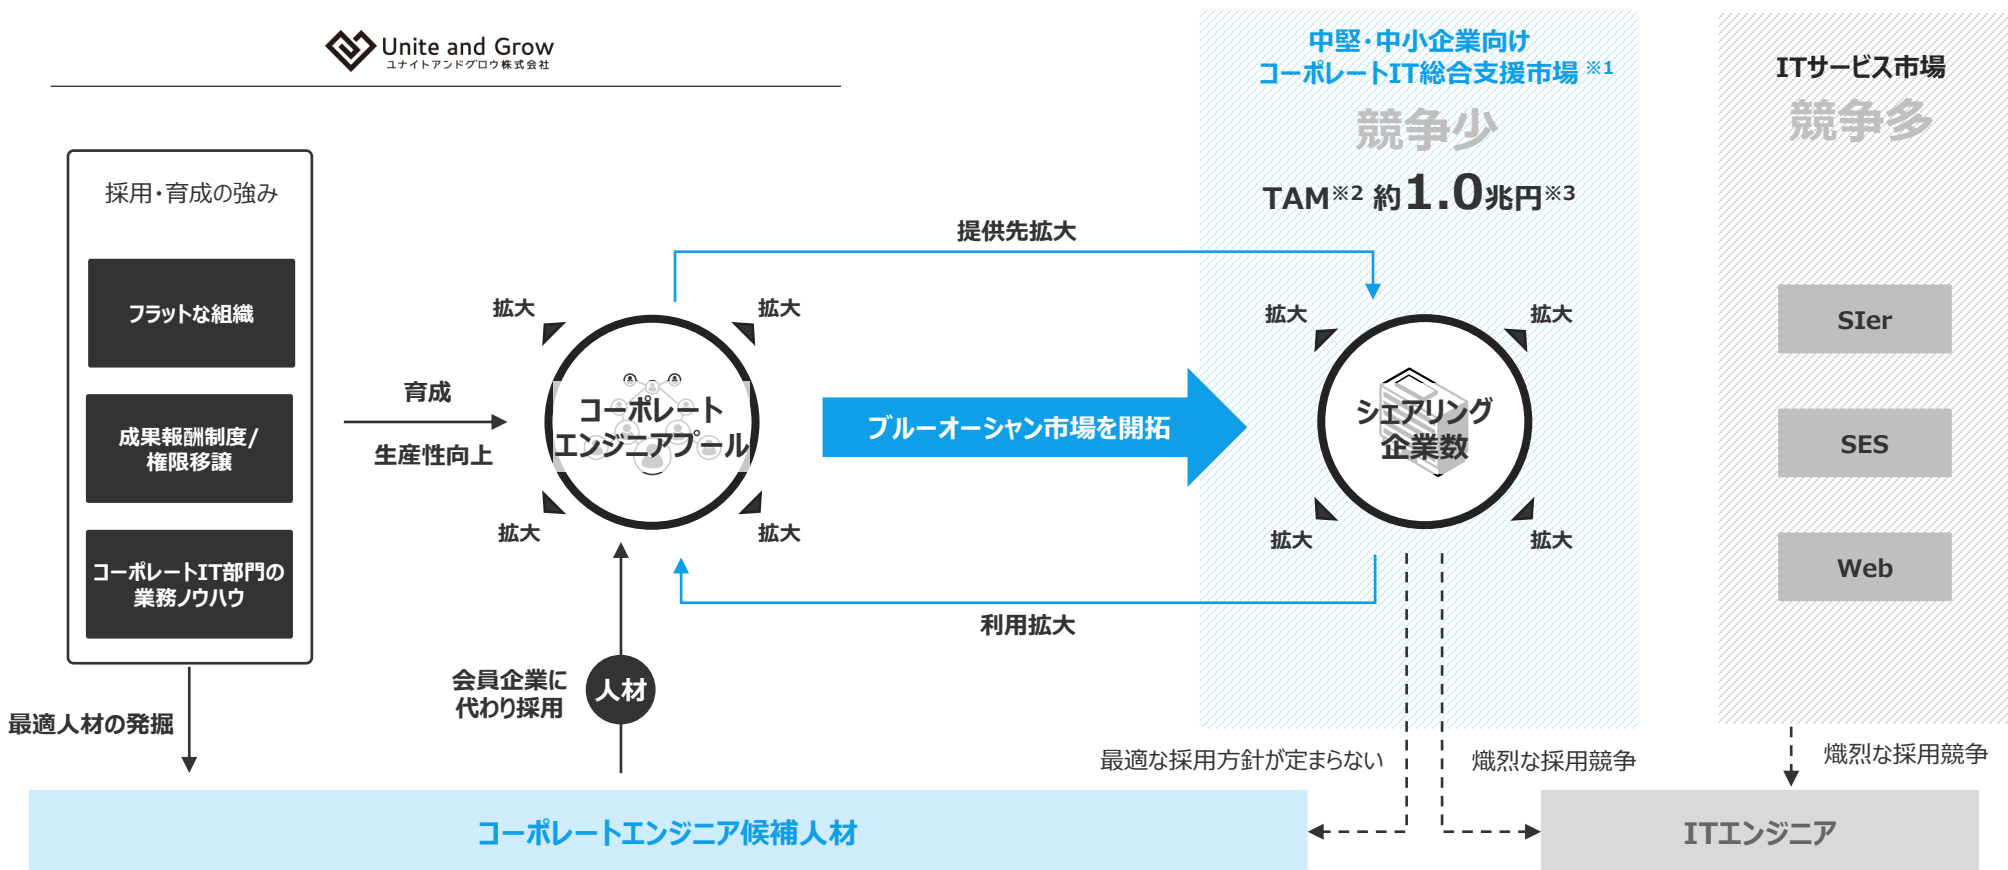 Unite and Grow
ユナイトアンドグロウ株式会社
中堅・中小企業向け
コーポレートIT総合支援市場 ※1
競争少
TAM※2 約1.0兆円※3
ITサービス市場
競争多
採用・育成の強み
フラットな組織
成果報酬制度/
権限移譲
コーポレートIT部門の
業務ノウハウ
育成
生産性向上
提供先拡大
拡大
拡大
コーポレート
エンジニアプール
拡大
拡大
ブルーオーシャン市場を開拓
拡大
拡大
シェアリング
企業数
拡大
拡大
利用拡大
SIer
SES
Web
会員企業に
代わり採用
人材
最適人材の発掘
最適な採用方針が定まらない
熾烈な採用競争
熾烈な採用競争
コーポレートエンジニア候補人材
ITエンジニア